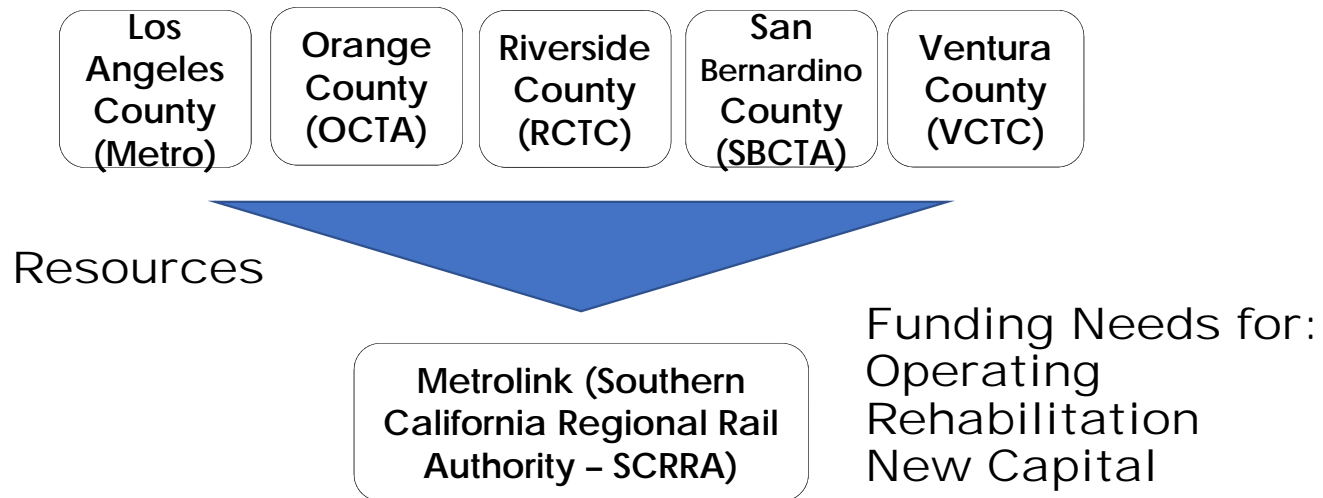 Los
Angeles
County
(Metro)
Orange
County
(OCTA)
Riverside
County
(RCTC)
San
Bernardino
County
(SBCTA)
Ventura
County
(VCTC)
Resources
Metrolink (Southern
California Regional Rail
Authority – SCRRA)
Funding Needs for:
Operating
Rehabilitation
New Capital